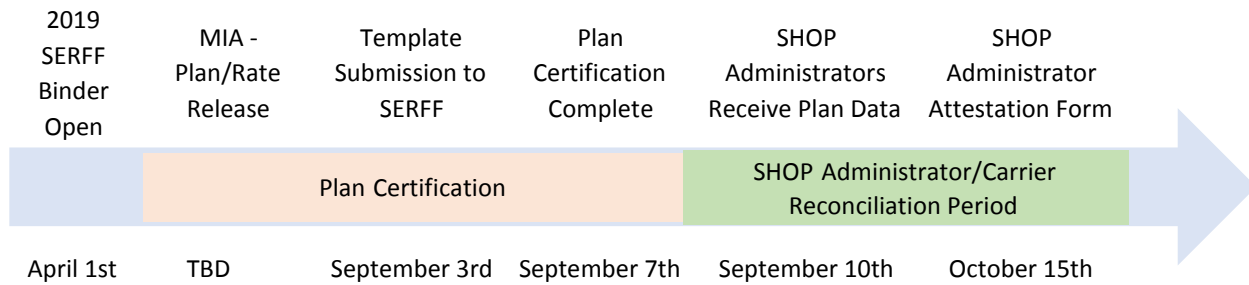 2019
SERFF
Binder
Open
MIA -
Plan/Rate
Release
Template
Submission to
SERFF
Plan
Certification
Complete
SHOP
Administrators
Receive Plan Data
SHOP
Administrator
Attestation Form
Plan Certification
SHOP Administrator/Carrier
Reconciliation Period
April 1st
TBD
September 3rd
September 7th
September 10th
October 15th